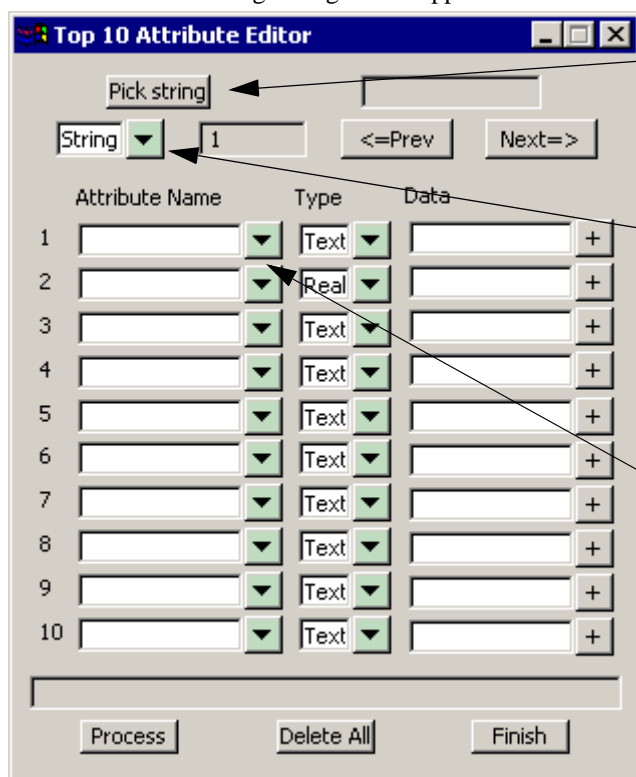 Top 10 Attribute Editor
Pick string
String 1 <=Prev Next=>
Attribute Name Type Data
1 Text +
2 Real +
3 Text +
4 Text +
5 Text +
6 Text +
7 Text +
8 Text +
9 Text +
10 Text +
Process Delete All Finish